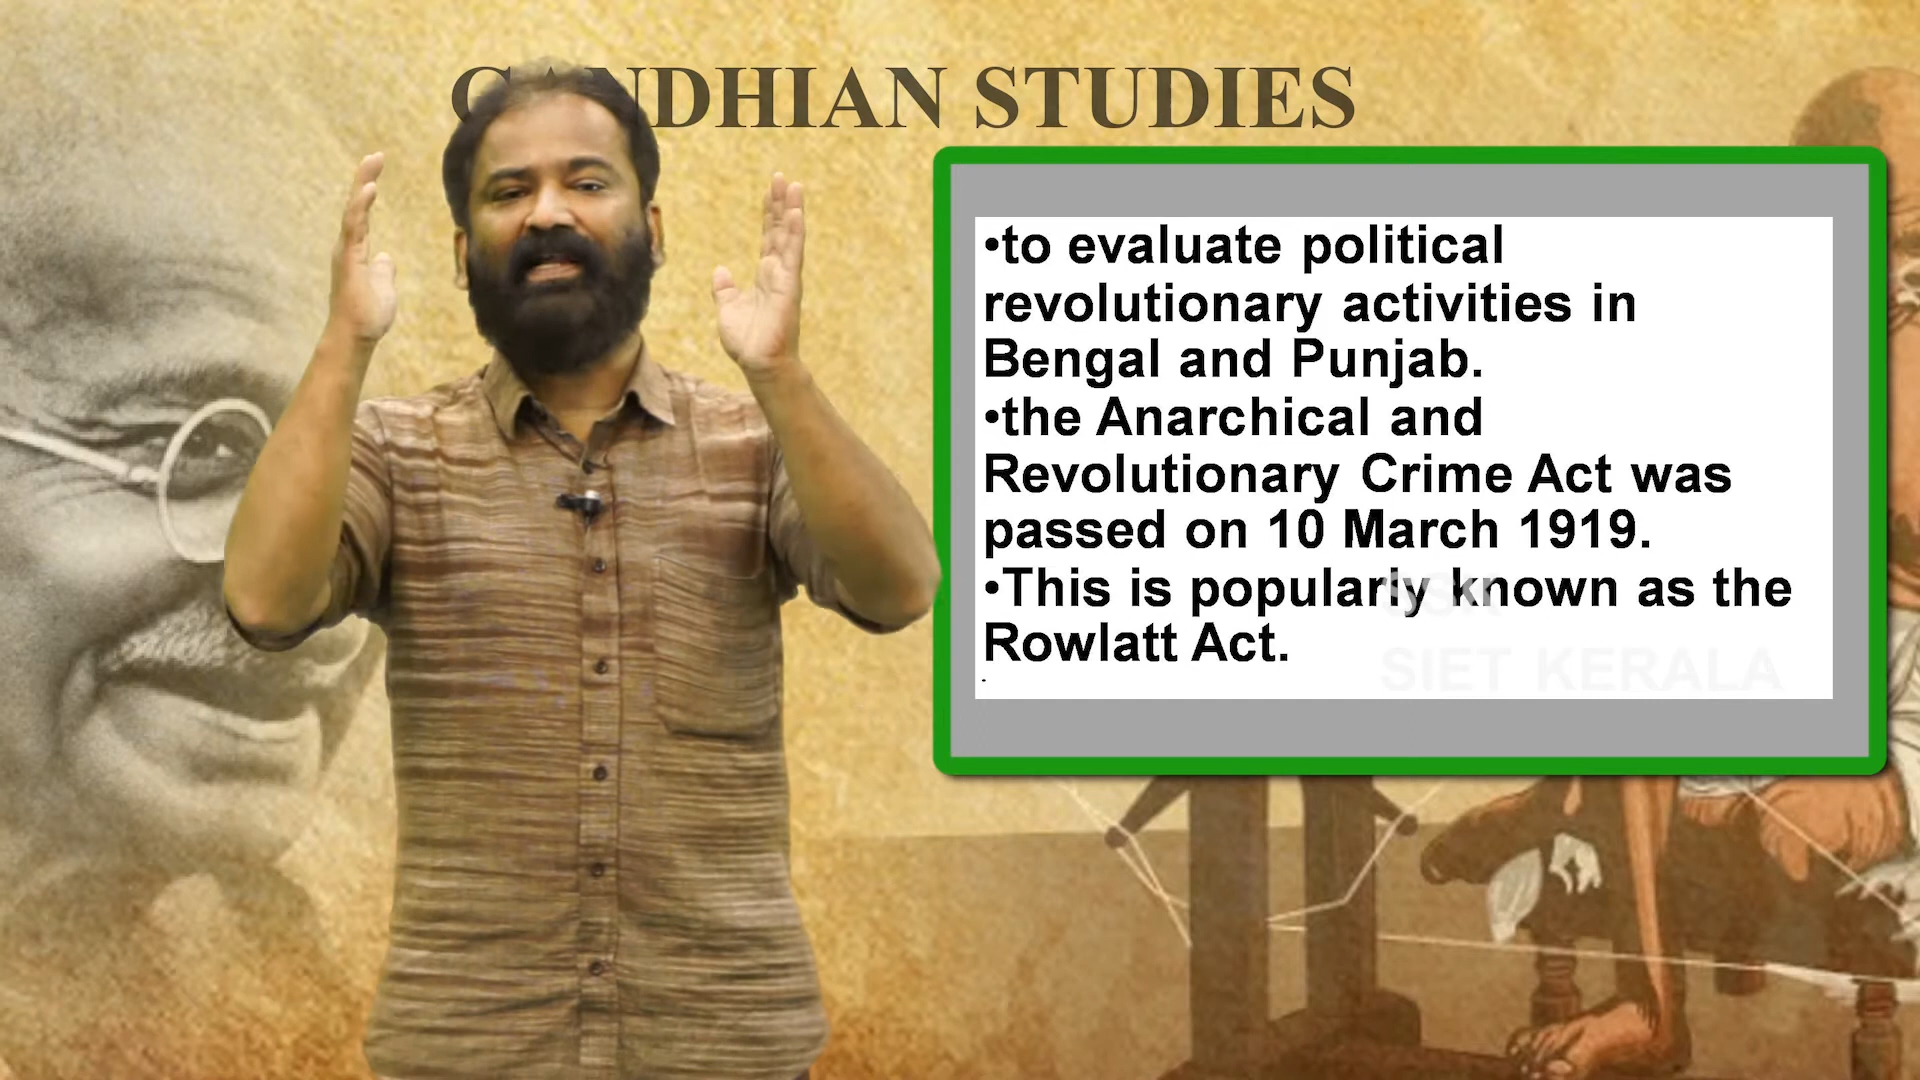 GANDHIAN STUDIES
•to evaluate political
revolutionary activities in
Bengal and Punjab.
•the Anarchical and
Revolutionary Crime Act was
passed on 10 March 1919.
•This is popularly known as the
Rowlatt Act.
SIET KERALA